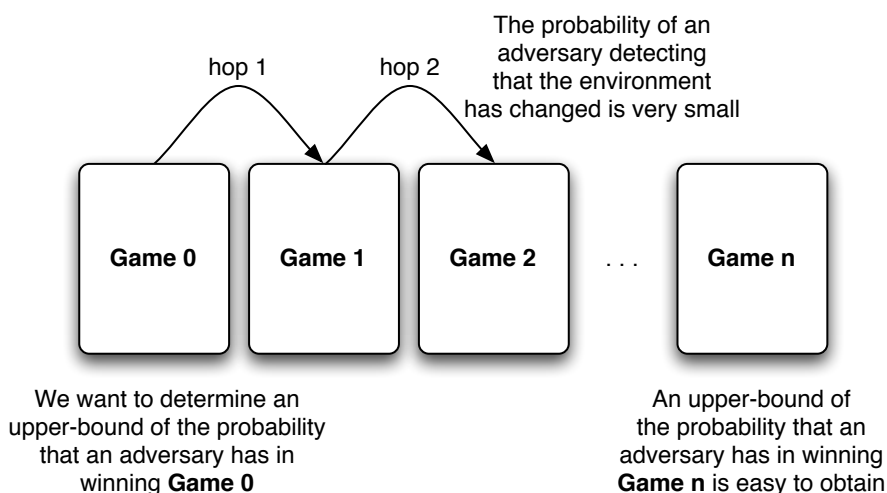 The probability of an
adversary detecting
that the environment
has changed is very small
hop 1
hop 2
Game 0
Game 1
Game 2
. . .
Game n
We want to determine an
upper-bound of the probability
that an adversary has in
winning Game 0
An upper-bound of
the probability that an
adversary has in winning
Game n is easy to obtain